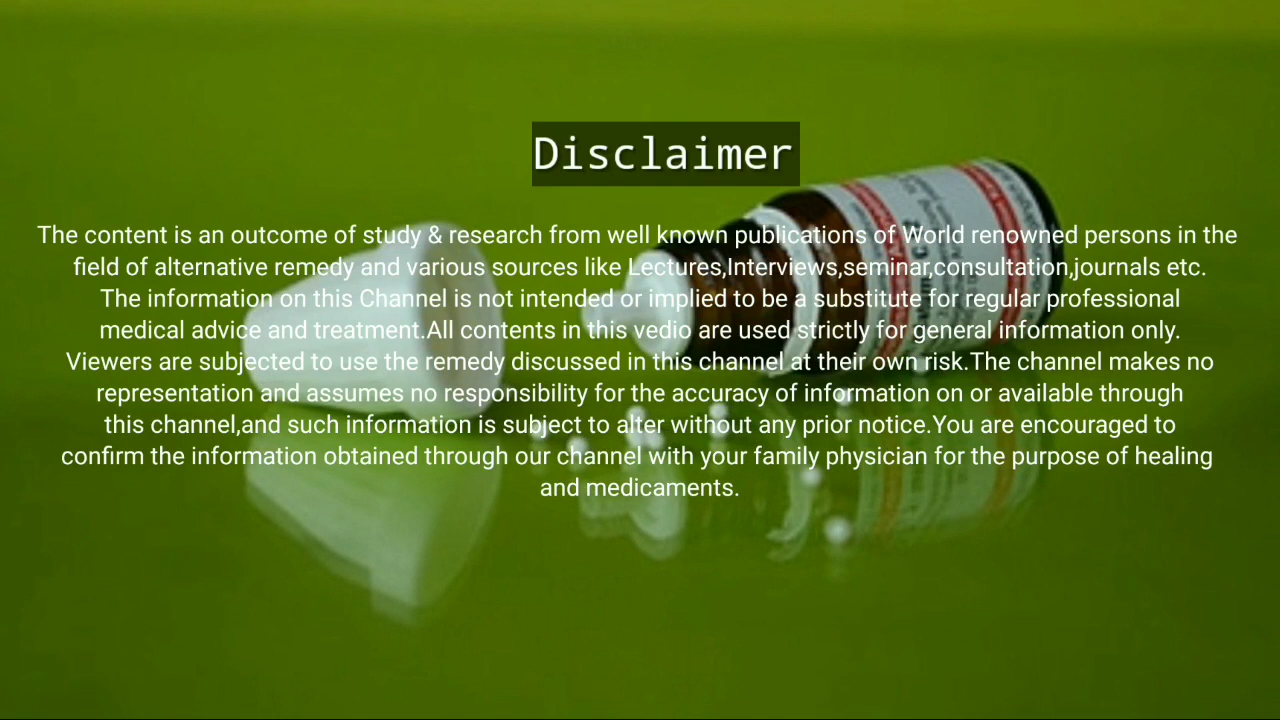 Disclaimer
The content is an outcome of study & research from well known publications of World renowned persons in the
field of alternative remedy and various sources like Lectures,Interviews,seminar,consultation,journals etc.
The information on this Channel is not intended or implied to be a substitute for regular professional
medical advice and treatment.All contents in this vedio are used strictly for general information only.
Viewers are subjected to use the remedy discussed in this channel at their own risk.The channel makes no
representation and assumes no responsibility for the accuracy of information on or available through
this channel,and such information is subject to alter without any prior notice.You are encouraged to
confirm the information obtained through our channel with your family physician for the purpose of healing
and medicaments.